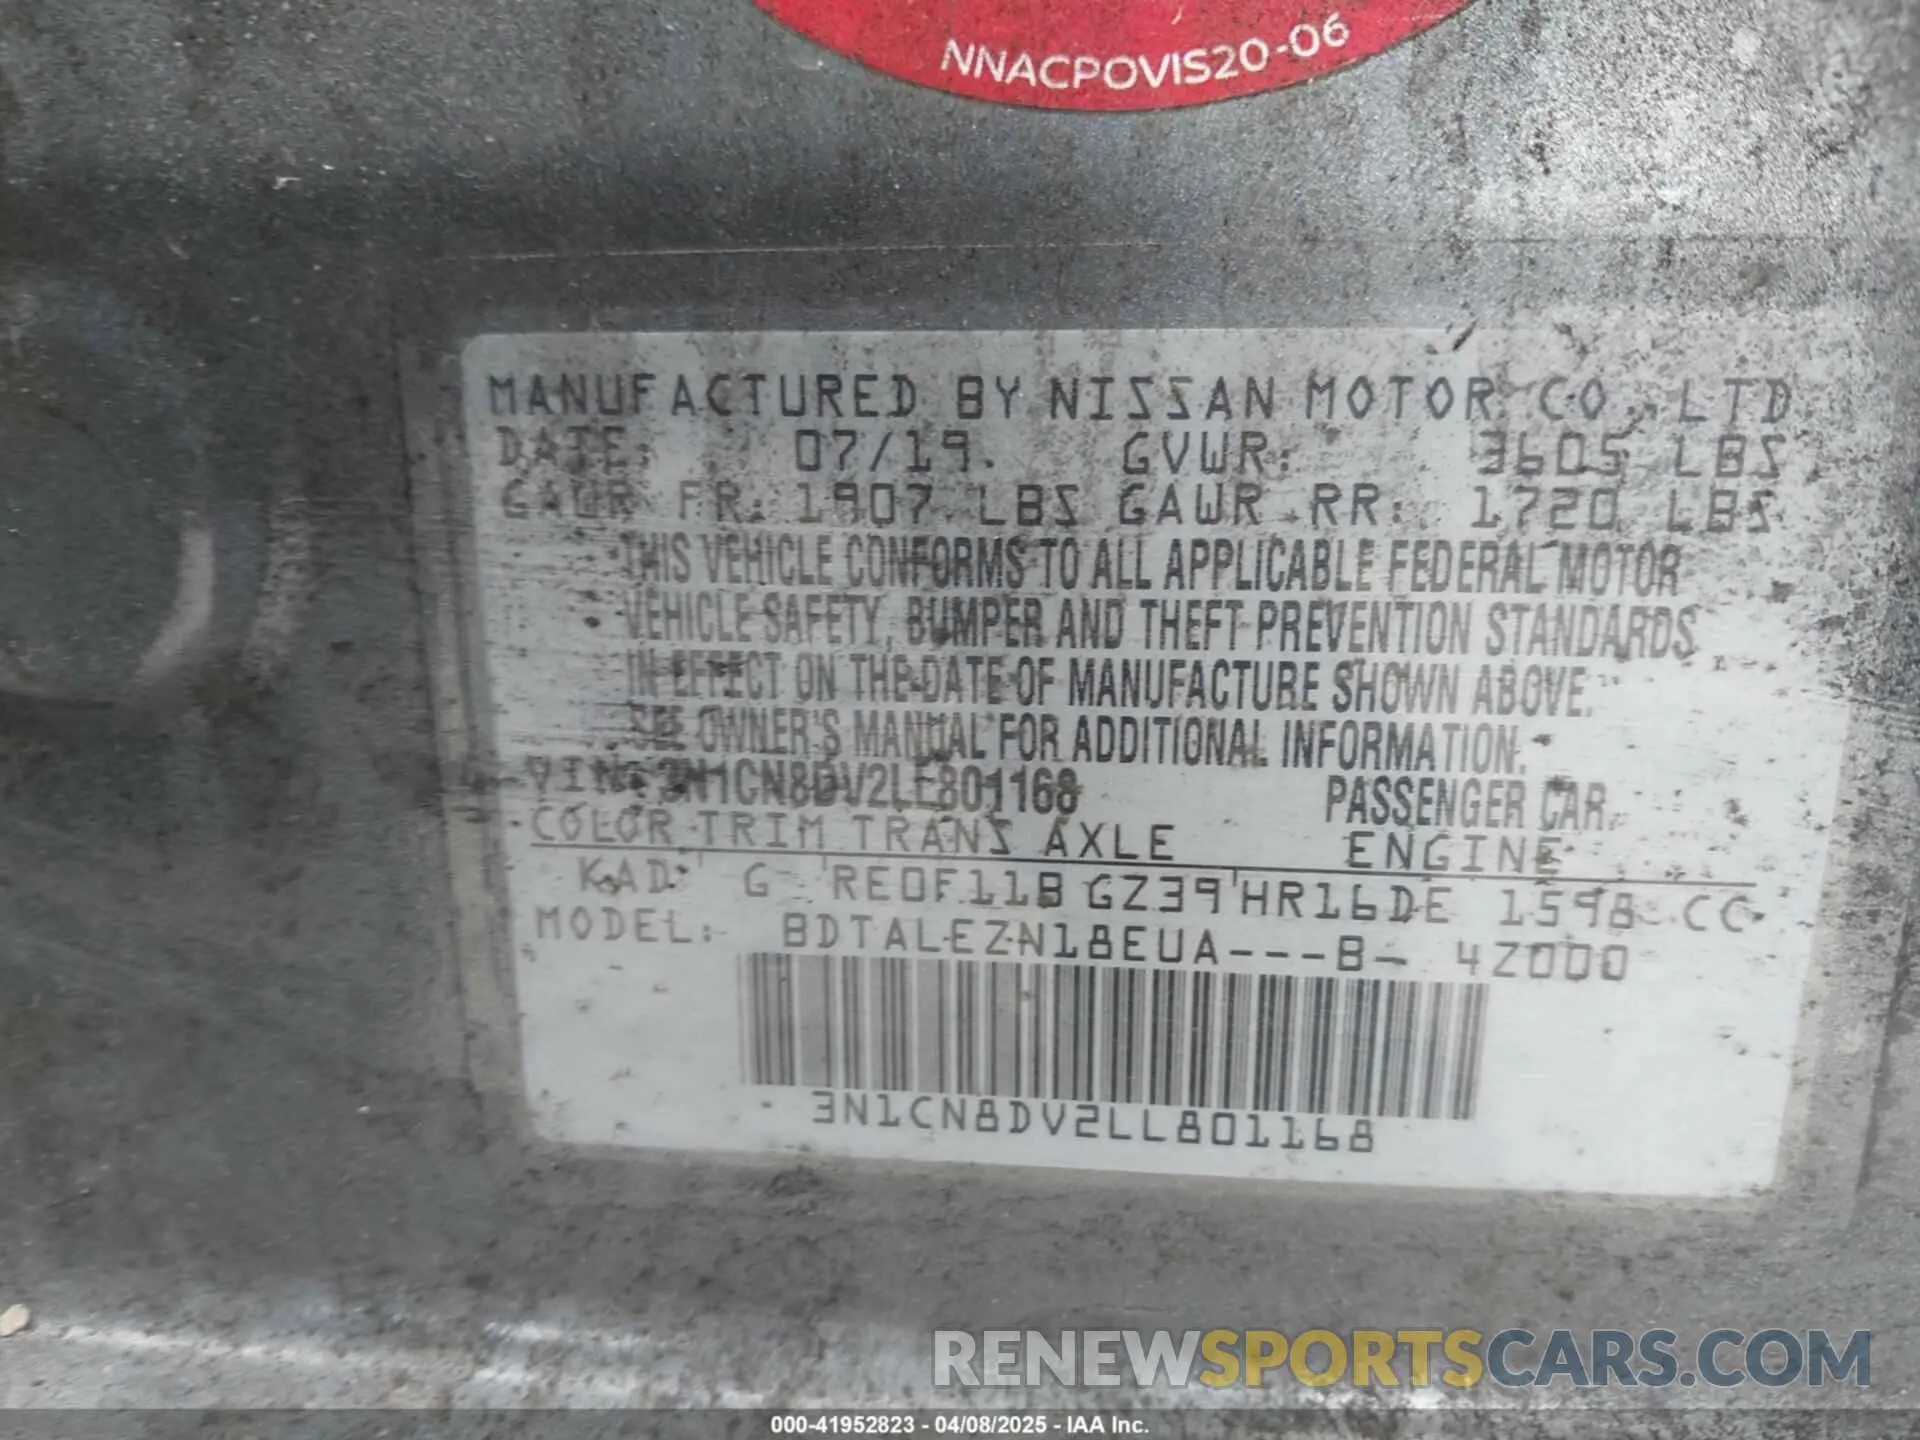 NNACPOVIS20-06
MANUFACTURED BY NISSAN MOTOR CO., LTD.
DATE: 07/19. GVWR: 3605 LBS
GAWR FR: 1907 LBS GAWR RR: 1720 LBS
THIS VEHICLE CONFORMS TO ALL APPLICABLE FEDERAL MOTOR
VEHICLE SAFETY, BUMPER AND THEFT PREVENTION STANDARDS
IN EFFECT ON THE DATE OF MANUFACTURE SHOWN ABOVE.
SEE OWNER'S MANUAL FOR ADDITIONAL INFORMATION.
VIN: 3N1CN8DV2LL801168 PASSENGER CAR
COLOR TRIM TRANS AXLE ENGINE
KAD G RE0F11B GZ39 HR16DE 1598 CC
MODEL: BDTALEZ-N18EUA---B- 4Z000
3N1CN8DV2LL801168
RENEWSPORTSCARS.COM
000-41952823 - 04/08/2025 - IAA Inc.